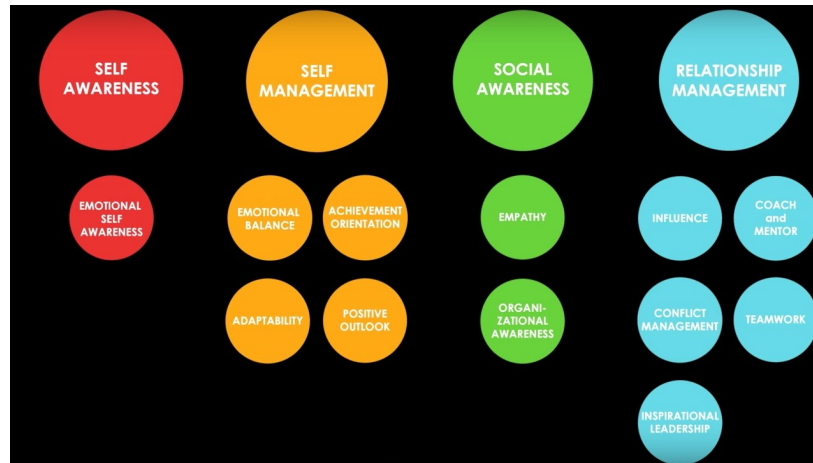 SELF
AWARENESS
SELF
MANAGEMENT
SOCIAL
AWARENESS
RELATIONSHIP
MANAGEMENT
EMOTIONAL
SELF
AWARENESS
EMOTIONAL
BALANCE
ACHIEVEMENT
ORIENTATION
EMPATHY
INFLUENCE
COACH
and
MENTOR
ADAPTABILITY
POSITIVE
OUTLOOK
ORGANI-
ZATIONAL
AWARENESS
CONFLICT
MANAGEMENT
TEAMWORK
INSPIRATIONAL
LEADERSHIP